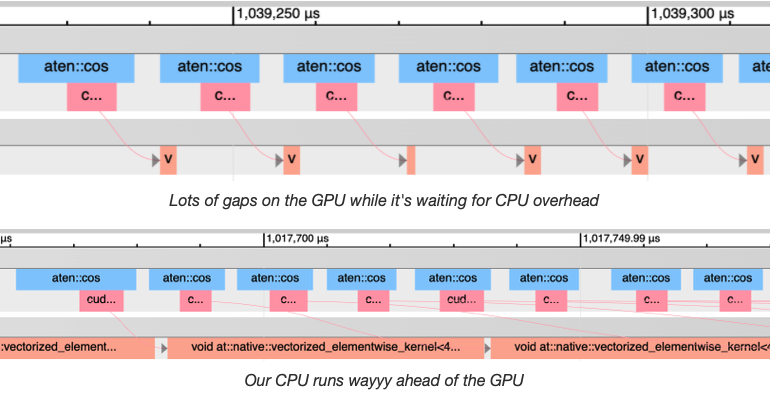 1,039,250 µs 1,039,300 µs
aten::cos aten::cos aten::cos aten::cos aten::cos aten::cos ate
c... c... c... c... c... c...
v v v v v
Lots of gaps on the GPU while it's waiting for CPU overhead
µs 1,017,700 µs 1,017,749.99 µs
aten::cos aten::cos aten::cos aten::cos aten::cos aten::cos aten::cos aten::cos
cud... c... c... c... cud... c... c... c...
:vectorized_element... void at::native::vectorized_elementwise_kernel<4... void at::native::vectorized_elementwise_kernel<4
Our CPU runs wayyy ahead of the GPU